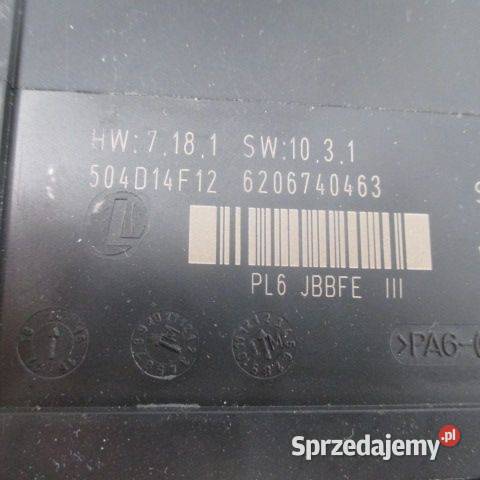 HW:7.18.1 SW:10.3.1
504D14F12 6206740463
PL6 JBBFE III
>PA6-
Sprzedajemy.pl